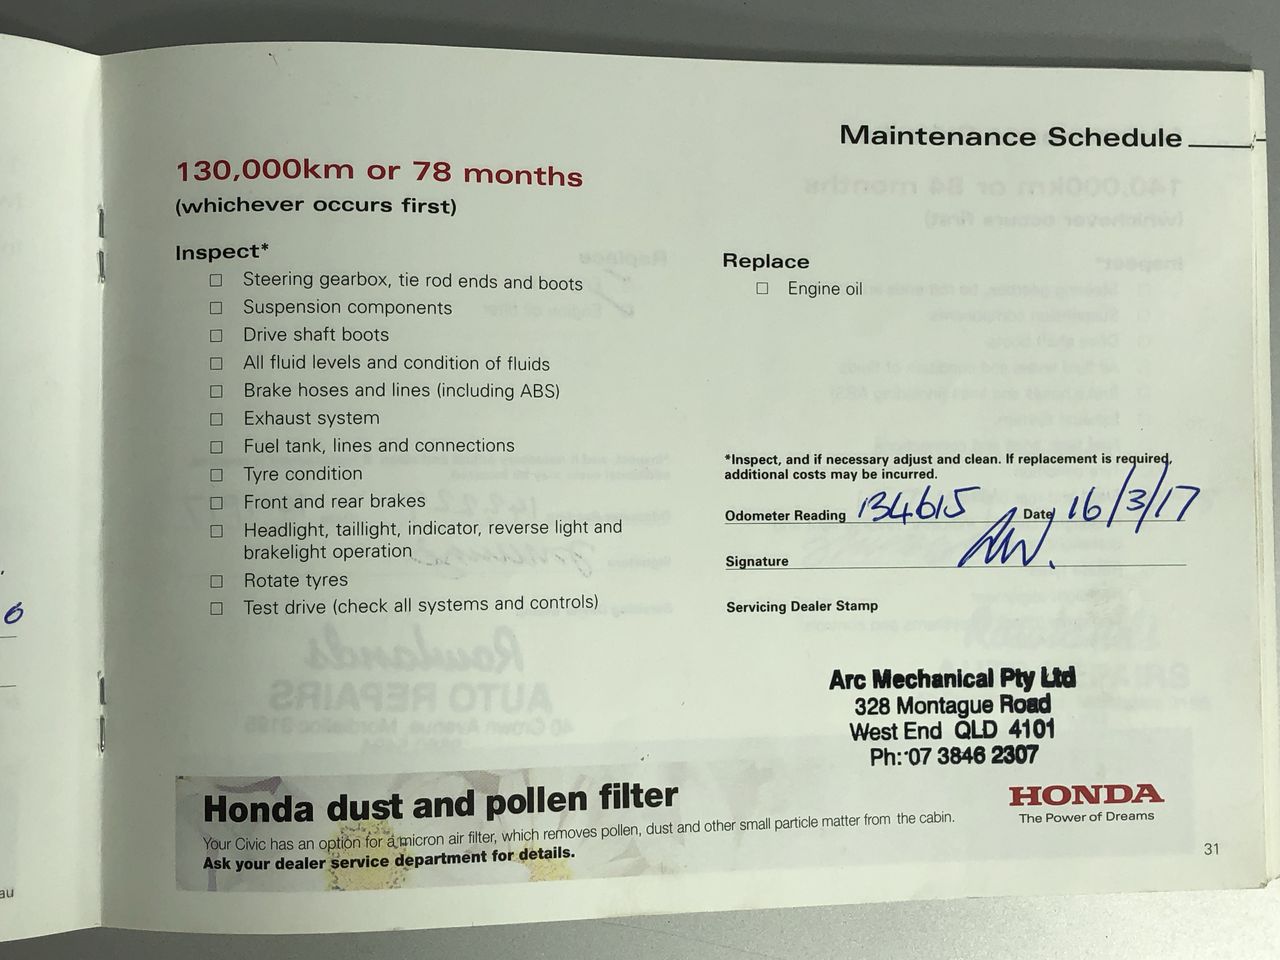 Maintenance Schedule
130,000km or 78 months
(whichever occurs first)
Inspect*
Steering gearbox, tie rod ends and boots
Suspension components
Drive shaft boots
All fluid levels and condition of fluids
Brake hoses and lines (including ABS)
Exhaust system
Fuel tank, lines and connections
Tyre condition
Front and rear brakes
Headlight, taillight, indicator, reverse light and
brakelight operation
Rotate tyres
Test drive (check all systems and controls)
Replace
Engine oil
*Inspect, and if necessary adjust and clean. If replacement is required,
additional costs may be incurred.
Odometer Reading 134615 Date 16/3/17
Signature
Servicing Dealer Stamp
Arc Mechanical Pty Ltd
328 Montague Road
West End QLD 4101
Ph: 07 3846 2307
Honda dust and pollen filter
Your Civic has an option for a micron air filter, which removes pollen, dust and other small particle matter from the cabin.
Ask your dealer service department for details.
HONDA
The Power of Dreams
31